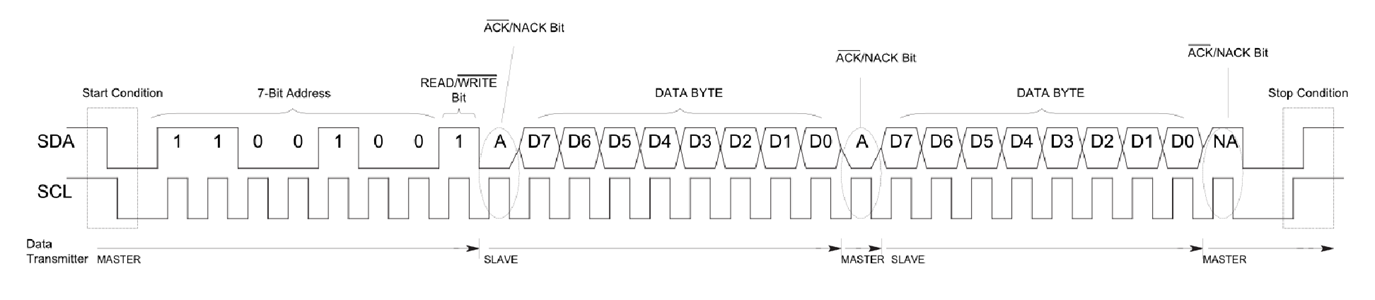 ACK/NACK Bit
ACK/NACK Bit
ACK/NACK Bit
Start Condition
7-Bit Address
READ/WRITE
Bit
DATA BYTE
DATA BYTE
Stop Condition
SDA 1 1 0 0 1 0 0 1 A D7 D6 D5 D4 D3 D2 D1 D0 A D7 D6 D5 D4 D3 D2 D1 D0 NA
SCL
Data
Transmitter MASTER SLAVE MASTER SLAVE MASTER